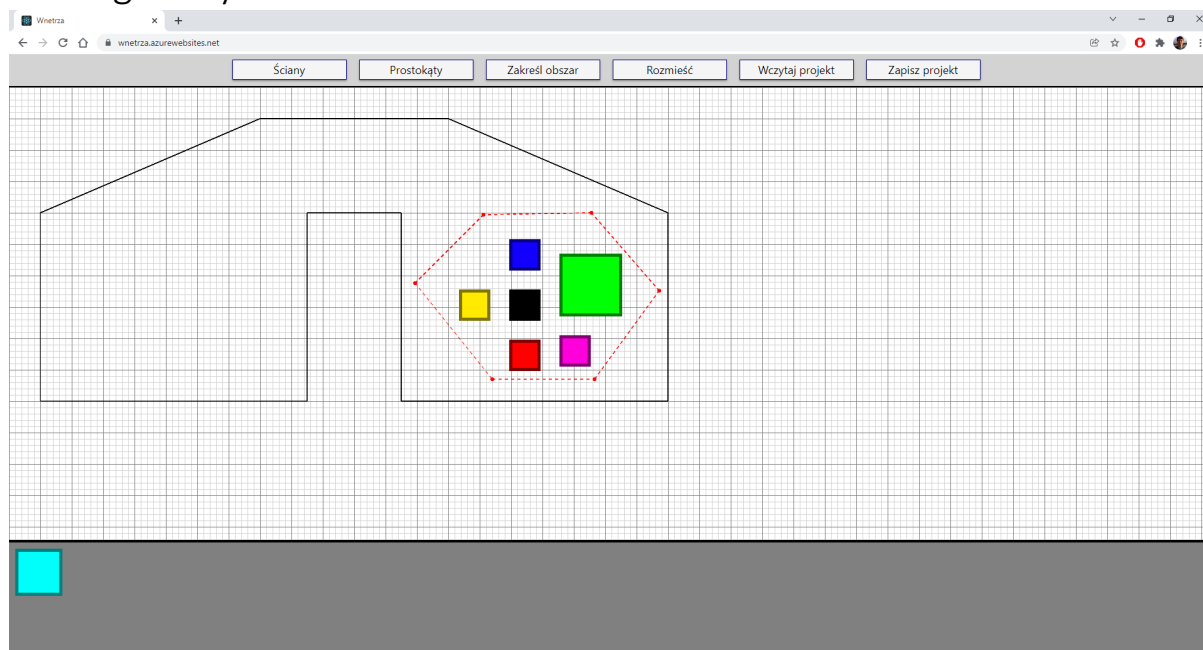 Wnetrza
wnetrza.azurewebsites.net
Ściany Prostokąty Zakreśl obszar Rozmieść Wczytaj projekt Zapisz projekt